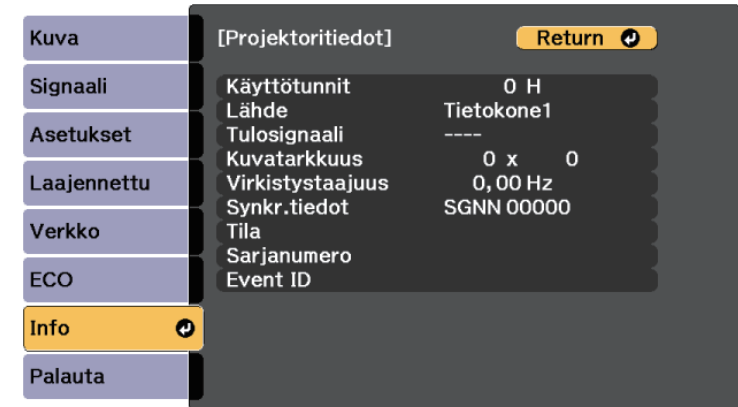 Kuva
Signaali
Asetukset
Laajennettu
Verkko
ECO
Info
Palauta
[Projektoritiedot] Return
Käyttötunnit 0 H
Lähde Tietokone1
Tulosignaali ----
Kuvatarkkuus 0 x 0
Virkistystaajuus 0,00 Hz
Synkr.tiedot SGNN 00000
Tila
Sarjanumero
Event ID